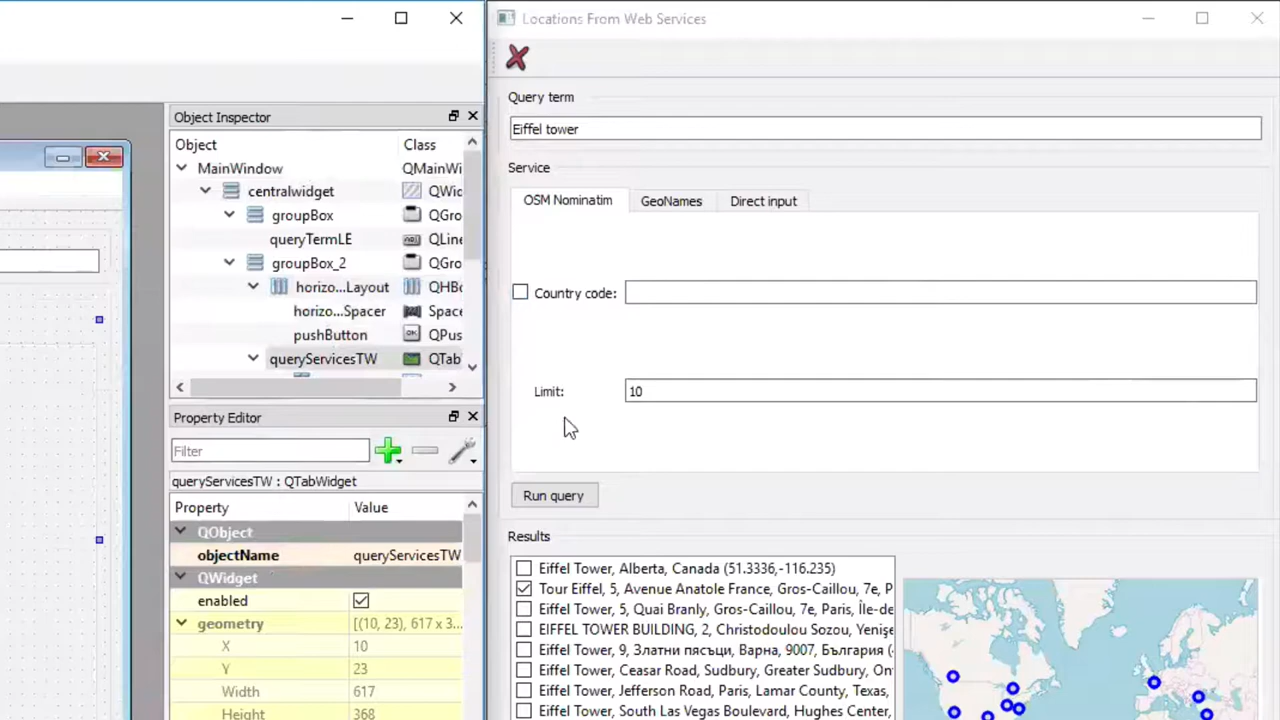 Object Inspector
Object Class
MainWindow QMainWi
centralwidget QWic
groupBox QGro
queryTermLE QLine
groupBox_2 QGro
horizo...Layout QHBc
horizo...Spacer Space
pushButton QPus
queryServicesTW QTab
Property Editor
Filter
queryServicesTW : QTabWidget
Property Value
QObject
objectName queryServicesTW
QWidget
enabled
geometry [(10, 23), 617 x 3...
X 10
Y 23
Width 617
Height 368
Locations From Web Services
Query term
Eiffel tower
Service
OSM Nominatim GeoNames Direct input
Country code:
Limit: 10
Run query
Results
Eiffel Tower, Alberta, Canada (51.3336,-116.235)
Tour Eiffel, 5, Avenue Anatole France, Gros-Caillou, 7e, P
Eiffel Tower, 5, Quai Branly, Gros-Caillou, 7e, Paris, Île-de
EIFFEL TOWER BUILDING, 2, Christodoulou Sozou, Yenişe
Eiffel Tower, 9, Златни пясъци, Варна, 9007, България (
Eiffel Tower, Ceasar Road, Sudbury, Greater Sudbury, On
Eiffel Tower, Jefferson Road, Paris, Lamar County, Texas,
Eiffel Tower, South Las Vegas Boulevard, Hughes Center,